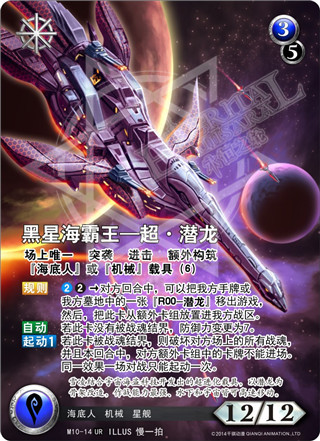 3
5
黑星海霸王—超·潜龙
场上唯一 突袭 迸击 额外构筑
『海底人』或『机械』载具（6）
规则 2 2 → 对方回合中，可以把我方手牌或
我方墓地中的一张『R00-潜龙』移出游戏，
然后，把此卡从额外卡组放置进我方战区。
自动 若此卡没有被战魂结界，防御力变更为7。
起动1 若此卡被战魂结界，则破坏对方场上的所有战魂，
并且本回合中，对方额外卡组中的卡牌不能进场。
同一效果一局对战只能起动一次。
海底人 机械 星舰
12/12
M10-14 UR ILLUS 慢一拍
©2014千骐动漫 QIANQI ANIMATION.,LTD